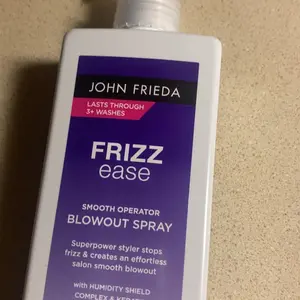 JOHN FRIEDA
LASTS THROUGH
3+ WASHES
FRIZZ
ease
SMOOTH OPERATOR
BLOWOUT SPRAY
Superpower styler stops
frizz & creates an effortless
salon smooth blowout
with HUMIDITY SHIELD
COMPLEX &